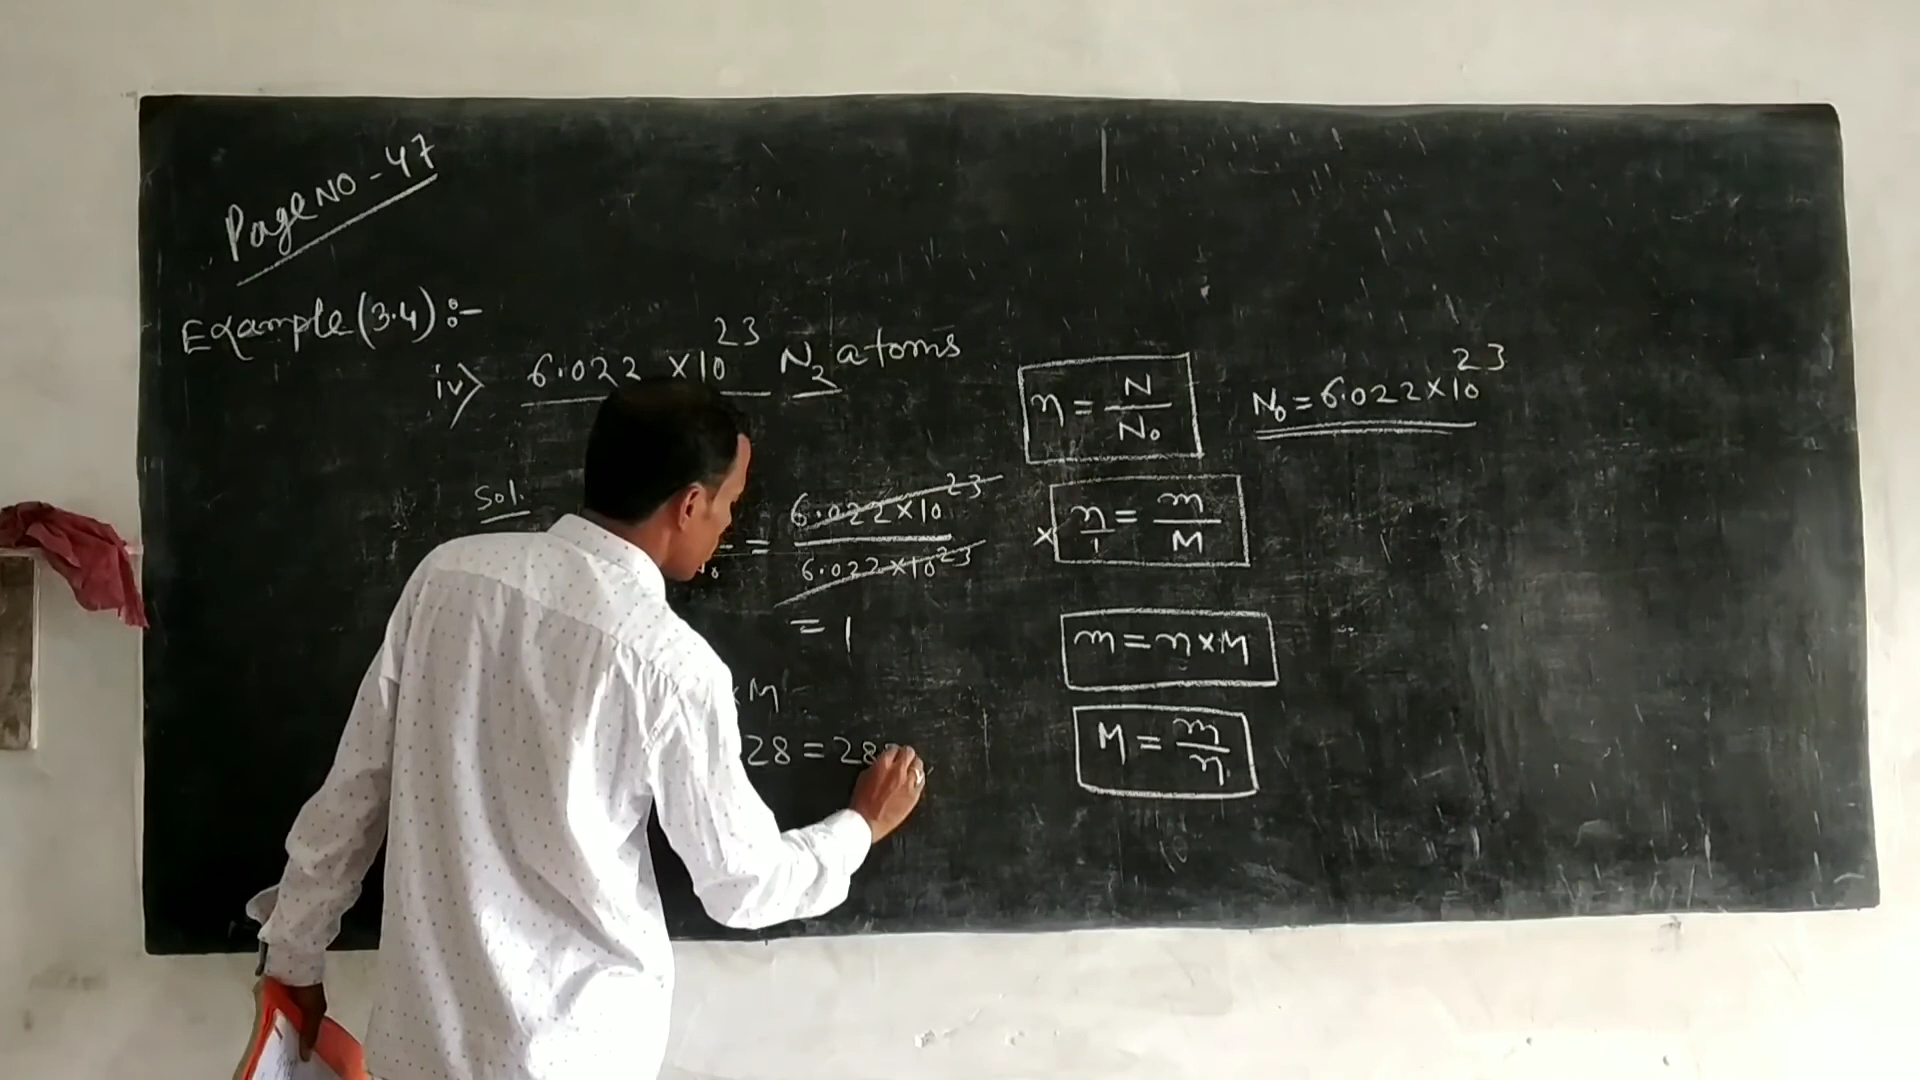 Page NO - 47
Example (3.4) :-
iv) 6.022 × 10²³ N₂ atoms
Sol.
= 6.022 × 10²³ / 6.022 × 10²³
= 1
× M
28 = 28
η = N / N₀
N₀ = 6.022 × 10²³
× η / 1 = m / M
m = η × M
M = m / η